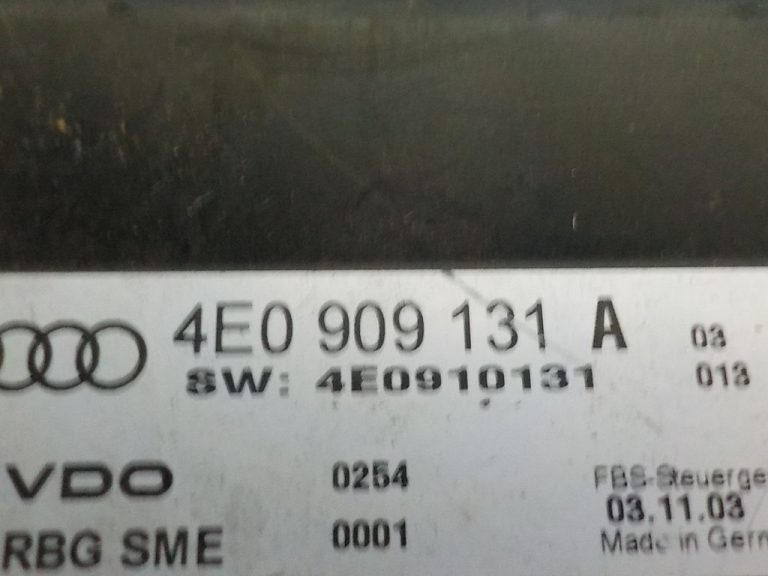 4E0 909 131 A 03
SW: 4E0910131 013
VDO 0254 FBS-Steuerge
RBG SME 0001 03.11.03
Made in Germ